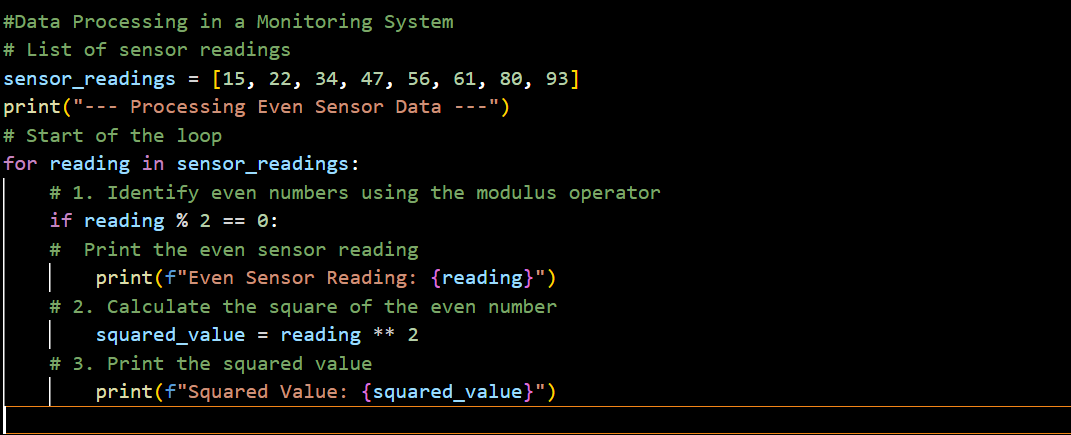 #Data Processing in a Monitoring System
# List of sensor readings
sensor_readings = [15, 22, 34, 47, 56, 61, 80, 93]
print("--- Processing Even Sensor Data ---")
# Start of the loop
for reading in sensor_readings:
    # 1. Identify even numbers using the modulus operator
    if reading % 2 == 0:
    #  Print the even sensor reading
        print(f"Even Sensor Reading: {reading}")
    # 2. Calculate the square of the even number
        squared_value = reading ** 2
    # 3. Print the squared value
        print(f"Squared Value: {squared_value}")